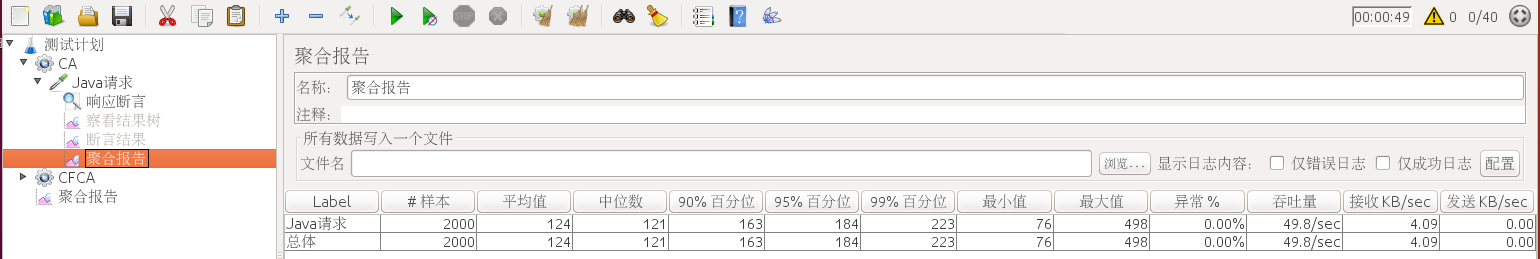 STOP
00:00:49 0 0/40
测试计划
CA
Java请求
响应断言
察看结果树
断言结果
聚合报告
CFCA
聚合报告
聚合报告
名称: 聚合报告
注释:
所有数据写入一个文件
文件名 浏览... 显示日志内容: 仅错误日志 仅成功日志 配置
Label # 样本 平均值 中位数 90% 百分位 95% 百分位 99% 百分位 最小值 最大值 异常 % 吞吐量 接收 KB/sec 发送 KB/sec
Java请求 2000 124 121 163 184 223 76 498 0.00% 49.8/sec 4.09 0.00
总体 2000 124 121 163 184 223 76 498 0.00% 49.8/sec 4.09 0.00